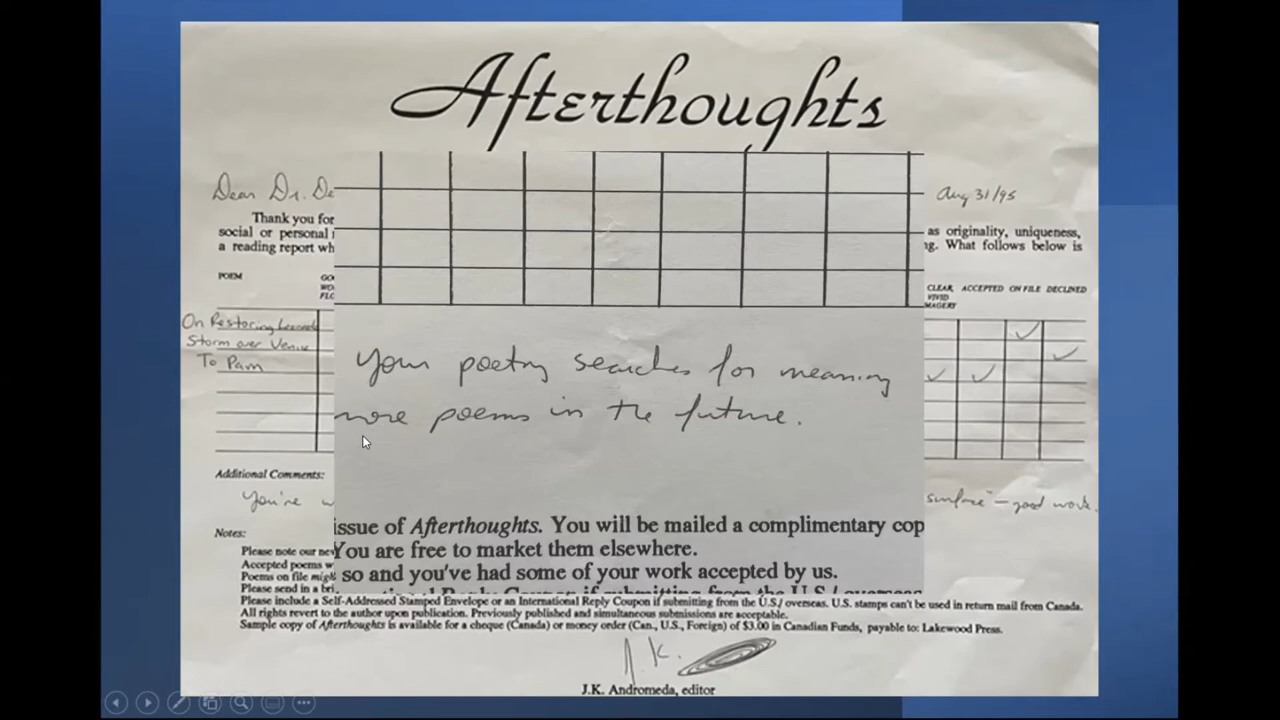 Afterthoughts
Dear Dr. De
Aug 31/95
Thank you for
social or personal
as originality, uniqueness,
a reading report wh
ng. What follows below is
POEM
GO
WO
FLO
CLEAR, ACCEPTED ON FILE DECLINED
VIVID
IMAGERY
On Restoring
Storm over Venice
To Pam
Your poetry searches for meaning
more poems in the future.
Additional Comments:
You're w
surface" – good work.
issue of Afterthoughts. You will be mailed a complimentary cop
You are free to market them elsewhere.
so and you've had some of your work accepted by us.
Notes:
Please note our new
Accepted poems w
Poems on file might
Please send in a bri
Please include a Self-Addressed Stamped Envelope or an International Reply Coupon if submitting from the U.S./ overseas. U.S. stamps can't be used in return mail from Canada.
All rights revert to the author upon publication. Previously published and simultaneous submissions are acceptable.
Sample copy of Afterthoughts is available for a cheque (Canada) or money order (Can., U.S., Foreign) of $3.00 in Canadian Funds, payable to: Lakewood Press.
J.K.
J.K. Andromeda, editor